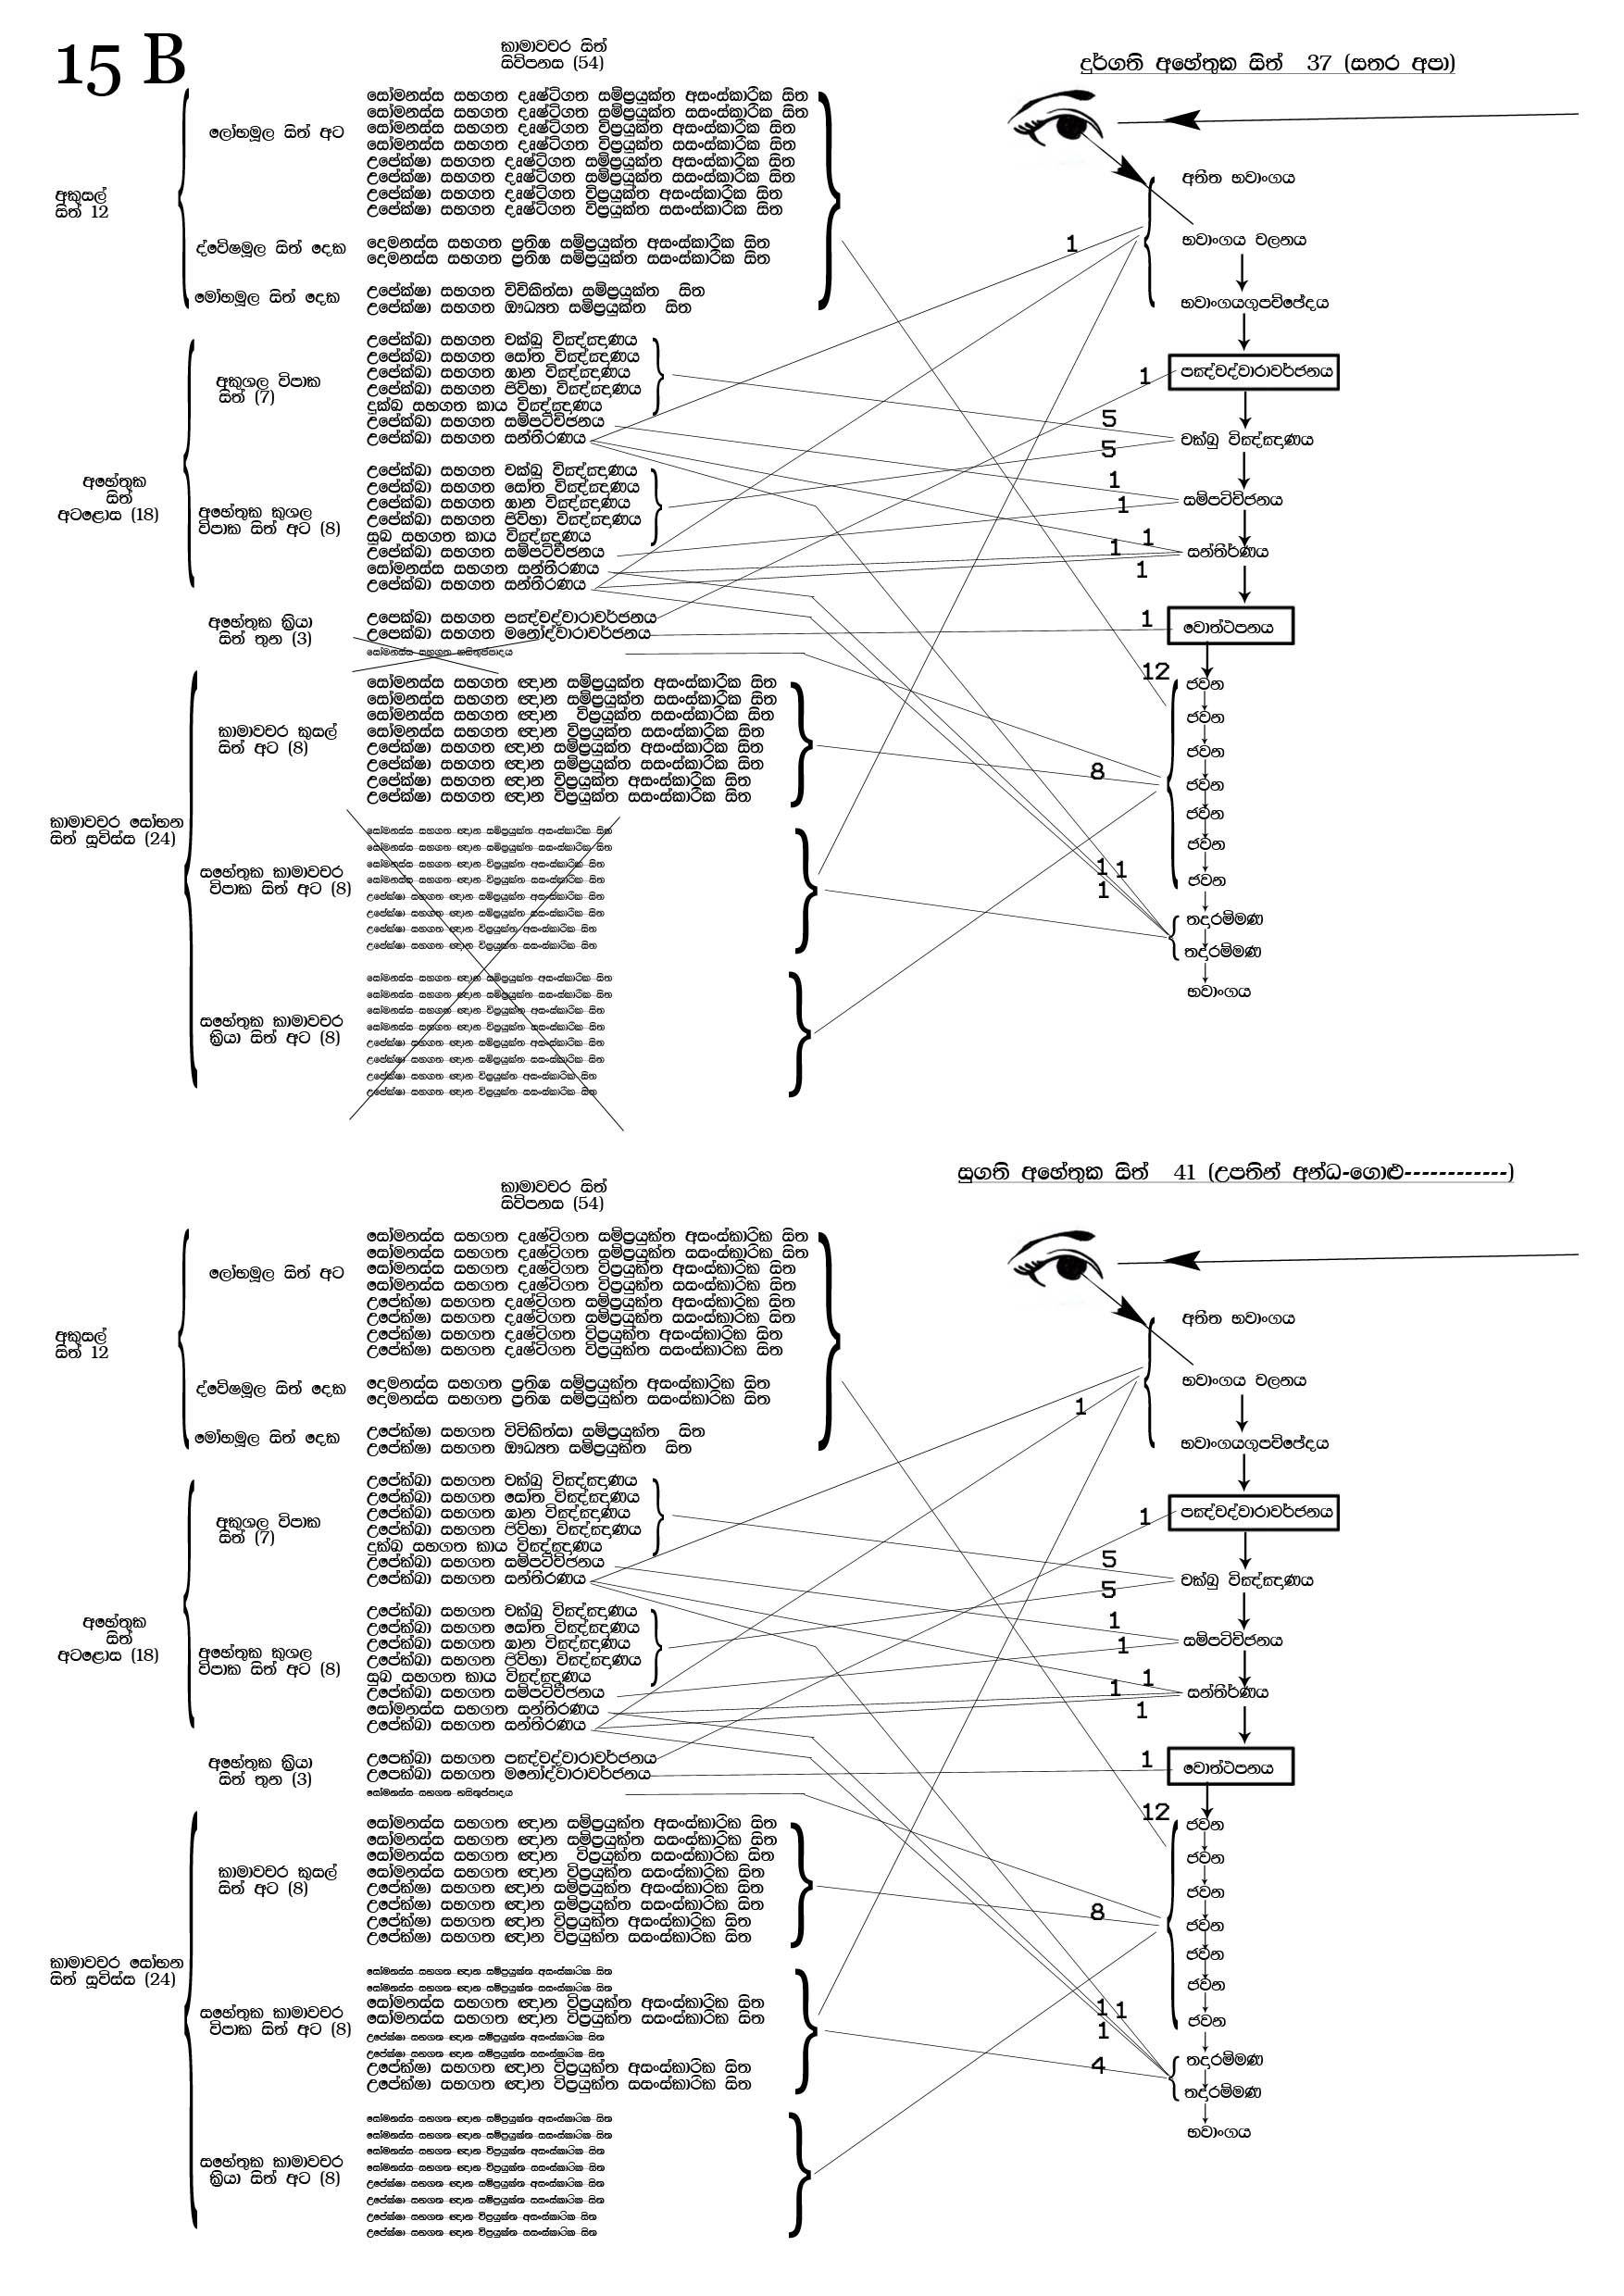 15 B
කාමාවචර සිත්
සිව්පනස (54)
දුර්ගති අහේතුක සිත් 37 (සතර අපා)
අකුසල්
සිත් 12
ලෝභමූල සිත් අට
සෝමනස්ස සහගත දෘෂ්ටිගත සම්ප්‍රයුක්ත අසංස්කාරික සිත
සෝමනස්ස සහගත දෘෂ්ටිගත සම්ප්‍රයුක්ත සසංස්කාරික සිත
සෝමනස්ස සහගත දෘෂ්ටිගත විප්‍රයුක්ත අසංස්කාරික සිත
සෝමනස්ස සහගත දෘෂ්ටිගත විප්‍රයුක්ත සසංස්කාරික සිත
උපේක්ෂා සහගත දෘෂ්ටිගත සම්ප්‍රයුක්ත අසංස්කාරික සිත
උපේක්ෂා සහගත දෘෂ්ටිගත සම්ප්‍රයුක්ත සසංස්කාරික සිත
උපේක්ෂා සහගත දෘෂ්ටිගත විප්‍රයුක්ත අසංස්කාරික සිත
උපේක්ෂා සහගත දෘෂ්ටිගත විප්‍රයුක්ත සසංස්කාරික සිත
ද්වේෂමූල සිත් දෙක
දොමනස්ස සහගත ප්‍රතිඝ සම්ප්‍රයුක්ත අසංස්කාරික සිත
දොමනස්ස සහගත ප්‍රතිඝ සම්ප්‍රයුක්ත සසංස්කාරික සිත
මෝහමූල සිත් දෙක
උපේක්ෂා සහගත විචිකිත්සා සම්ප්‍රයුක්ත සිත
උපේක්ෂා සහගත ඖධ්‍යත සම්ප්‍රයුක්ත සිත
අහේතුක
සිත්
අටළොස (18)
අකුශල විපාක
සිත් (7)
උපේක්ඛා සහගත චක්ඛු විඤ්ඤාණය
උපේක්ඛා සහගත සෝත විඤ්ඤාණය
උපේක්ඛා සහගත ඝාන විඤ්ඤාණය
උපේක්ඛා සහගත ජිව්හා විඤ්ඤාණය
දුක්ඛ සහගත කාය විඤ්ඤාණය
උපේක්ඛා සහගත සම්පටිච්ජනය
උපේක්ඛා සහගත සන්තීරණය
අහේතුක කුශල
විපාක සිත් අට (8)
උපේක්ඛා සහගත චක්ඛු විඤ්ඤාණය
උපේක්ඛා සහගත සෝත විඤ්ඤාණය
උපේක්ඛා සහගත ඝාන විඤ්ඤාණය
උපේක්ඛා සහගත ජිව්හා විඤ්ඤාණය
සුඛ සහගත කාය විඤ්ඤාණය
උපේක්ඛා සහගත සම්පටිච්ජනය
සෝමනස්ස සහගත සන්තීරණය
උපේක්ඛා සහගත සන්තීරණය
අහේතුක ක්‍රියා
සිත් තුන (3)
උපෙක්ඛා සහගත පඤ්චද්වාරාවර්ජනය
උපෙක්ඛා සහගත මනෝද්වාරාවර්ජනය
සෝමනස්ස සහගත හසිතුප්පාදය
කාමාවචර සෝභන
සිත් සූවිස්ස (24)
කාමාවචර කුසල්
සිත් අට (8)
සෝමනස්ස සහගත ඥාන සම්ප්‍රයුක්ත අසංස්කාරික සිත
සෝමනස්ස සහගත ඥාන සම්ප්‍රයුක්ත සසංස්කාරික සිත
සෝමනස්ස සහගත ඥාන විප්‍රයුක්ත සසංස්කාරික සිත
සෝමනස්ස සහගත ඥාන විප්‍රයුක්ත සසංස්කාරික සිත
උපේක්ෂා සහගත ඥාන සම්ප්‍රයුක්ත අසංස්කාරික සිත
උපේක්ෂා සහගත ඥාන සම්ප්‍රයුක්ත සසංස්කාරික සිත
උපේක්ෂා සහගත ඥාන විප්‍රයුක්ත අසංස්කාරික සිත
උපේක්ෂා සහගත ඥාන විප්‍රයුක්ත සසංස්කාරික සිත
සහේතුක කාමාවචර
විපාක සිත් අට (8)
සෝමනස්ස සහගත ඥාන සම්ප්‍රයුක්ත අසංස්කාරික සිත
සෝමනස්ස සහගත ඥාන සම්ප්‍රයුක්ත සසංස්කාරික සිත
සෝමනස්ස සහගත ඥාන විප්‍රයුක්ත අසංස්කාරික සිත
සෝමනස්ස සහගත ඥාන විප්‍රයුක්ත සසංස්කාරික සිත
උපේක්ෂා සහගත ඥාන සම්ප්‍රයුක්ත අසංස්කාරික සිත
උපේක්ෂා සහගත ඥාන සම්ප්‍රයුක්ත සසංස්කාරික සිත
උපේක්ෂා සහගත ඥාන විප්‍රයුක්ත අසංස්කාරික සිත
උපේක්ෂා සහගත ඥාන විප්‍රයුක්ත සසංස්කාරික සිත
සහේතුක කාමාවචර
ක්‍රියා සිත් අට (8)
සෝමනස්ස සහගත ඥාන සම්ප්‍රයුක්ත අසංස්කාරික සිත
සෝමනස්ස සහගත ඥාන සම්ප්‍රයුක්ත සසංස්කාරික සිත
සෝමනස්ස සහගත ඥාන විප්‍රයුක්ත අසංස්කාරික සිත
සෝමනස්ස සහගත ඥාන විප්‍රයුක්ත සසංස්කාරික සිත
උපේක්ෂා සහගත ඥාන සම්ප්‍රයුක්ත අසංස්කාරික සිත
උපේක්ෂා සහගත ඥාන සම්ප්‍රයුක්ත සසංස්කාරික සිත
උපේක්ෂා සහගත ඥාන විප්‍රයුක්ත අසංස්කාරික සිත
උපේක්ෂා සහගත ඥාන විප්‍රයුක්ත සසංස්කාරික සිත
අතීත භවාංගය
1
භවාංගය චලනය
භවාංගයගුපච්ඡේදය
1
පඤ්චද්වාරාවර්ජනය
5
චක්ඛු විඤ්ඤාණය
5
1
සම්පටිච්ජනය
1
1
සන්තීර්ණය
1
1
1
වොත්ථපනය
12
ජවන
ජවන
ජවන
8
ජවන
ජවන
ජවන
1 1
ජවන
1
තදාරම්මණ
තදාරම්මණ
භවාංගය
කාමාවචර සිත්
සිව්පනස (54)
සුගති අහේතුක සිත් 41 (උපතින් අන්ධ-ගොළු------------)
අකුසල්
සිත් 12
ලෝභමූල සිත් අට
සෝමනස්ස සහගත දෘෂ්ටිගත සම්ප්‍රයුක්ත අසංස්කාරික සිත
සෝමනස්ස සහගත දෘෂ්ටිගත සම්ප්‍රයුක්ත සසංස්කාරික සිත
සෝමනස්ස සහගත දෘෂ්ටිගත විප්‍රයුක්ත අසංස්කාරික සිත
සෝමනස්ස සහගත දෘෂ්ටිගත විප්‍රයුක්ත සසංස්කාරික සිත
උපේක්ෂා සහගත දෘෂ්ටිගත සම්ප්‍රයුක්ත අසංස්කාරික සිත
උපේක්ෂා සහගත දෘෂ්ටිගත සම්ප්‍රයුක්ත සසංස්කාරික සිත
උපේක්ෂා සහගත දෘෂ්ටිගත විප්‍රයුක්ත අසංස්කාරික සිත
උපේක්ෂා සහගත දෘෂ්ටිගත විප්‍රයුක්ත සසංස්කාරික සිත
ද්වේෂමූල සිත් දෙක
දොමනස්ස සහගත ප්‍රතිඝ සම්ප්‍රයුක්ත අසංස්කාරික සිත
දොමනස්ස සහගත ප්‍රතිඝ සම්ප්‍රයුක්ත සසංස්කාරික සිත
මෝහමූල සිත් දෙක
උපේක්ෂා සහගත විචිකිත්සා සම්ප්‍රයුක්ත සිත
උපේක්ෂා සහගත ඖධ්‍යත සම්ප්‍රයුක්ත සිත
අහේතුක
සිත්
අටළොස (18)
අකුශල විපාක
සිත් (7)
උපේක්ඛා සහගත චක්ඛු විඤ්ඤාණය
උපේක්ඛා සහගත සෝත විඤ්ඤාණය
උපේක්ඛා සහගත ඝාන විඤ්ඤාණය
උපේක්ඛා සහගත ජිව්හා විඤ්ඤාණය
දුක්ඛ සහගත කාය විඤ්ඤාණය
උපේක්ඛා සහගත සම්පටිච්ජනය
උපේක්ඛා සහගත සන්තීරණය
අහේතුක කුශල
විපාක සිත් අට (8)
උපේක්ඛා සහගත චක්ඛු විඤ්ඤාණය
උපේක්ඛා සහගත සෝත විඤ්ඤාණය
උපේක්ඛා සහගත ඝාන විඤ්ඤාණය
උපේක්ඛා සහගත ජිව්හා විඤ්ඤාණය
සුඛ සහගත කාය විඤ්ඤාණය
උපේක්ඛා සහගත සම්පටිච්ජනය
සෝමනස්ස සහගත සන්තීරණය
උපේක්ඛා සහගත සන්තීරණය
අහේතුක ක්‍රියා
සිත් තුන (3)
උපෙක්ඛා සහගත පඤ්චද්වාරාවර්ජනය
උපෙක්ඛා සහගත මනෝද්වාරාවර්ජනය
සෝමනස්ස සහගත හසිතුප්පාදය
කාමාවචර සෝභන
සිත් සූවිස්ස (24)
කාමාවචර කුසල්
සිත් අට (8)
සෝමනස්ස සහගත ඥාන සම්ප්‍රයුක්ත අසංස්කාරික සිත
සෝමනස්ස සහගත ඥාන සම්ප්‍රයුක්ත සසංස්කාරික සිත
සෝමනස්ස සහගත ඥාන විප්‍රයුක්ත සසංස්කාරික සිත
සෝමනස්ස සහගත ඥාන විප්‍රයුක්ත සසංස්කාරික සිත
උපේක්ෂා සහගත ඥාන සම්ප්‍රයුක්ත අසංස්කාරික සිත
උපේක්ෂා සහගත ඥාන සම්ප්‍රයුක්ත සසංස්කාරික සිත
උපේක්ෂා සහගත ඥාන විප්‍රයුක්ත අසංස්කාරික සිත
උපේක්ෂා සහගත ඥාන විප්‍රයුක්ත සසංස්කාරික සිත
සහේතුක කාමාවචර
විපාක සිත් අට (8)
සෝමනස්ස සහගත ඥාන සම්ප්‍රයුක්ත අසංස්කාරික සිත
සෝමනස්ස සහගත ඥාන සම්ප්‍රයුක්ත සසංස්කාරික සිත
සෝමනස්ස සහගත ඥාන විප්‍රයුක්ත අසංස්කාරික සිත
සෝමනස්ස සහගත ඥාන විප්‍රයුක්ත සසංස්කාරික සිත
උපේක්ෂා සහගත ඥාන සම්ප්‍රයුක්ත අසංස්කාරික සිත
උපේක්ෂා සහගත ඥාන සම්ප්‍රයුක්ත සසංස්කාරික සිත
උපේක්ෂා සහගත ඥාන විප්‍රයුක්ත අසංස්කාරික සිත
උපේක්ෂා සහගත ඥාන විප්‍රයුක්ත සසංස්කාරික සිත
සහේතුක කාමාවචර
ක්‍රියා සිත් අට (8)
සෝමනස්ස සහගත ඥාන සම්ප්‍රයුක්ත අසංස්කාරික සිත
සෝමනස්ස සහගත ඥාන සම්ප්‍රයුක්ත සසංස්කාරික සිත
සෝමනස්ස සහගත ඥාන විප්‍රයුක්ත අසංස්කාරික සිත
සෝමනස්ස සහගත ඥාන විප්‍රයුක්ත සසංස්කාරික සිත
උපේක්ෂා සහගත ඥාන සම්ප්‍රයුක්ත අසංස්කාරික සිත
උපේක්ෂා සහගත ඥාන සම්ප්‍රයුක්ත සසංස්කාරික සිත
උපේක්ෂා සහගත ඥාන විප්‍රයුක්ත අසංස්කාරික සිත
උපේක්ෂා සහගත ඥාන විප්‍රයුක්ත සසංස්කාරික සිත
අතීත භවාංගය
භවාංගය චලනය
1
භවාංගයගුපච්ඡේදය
1
පඤ්චද්වාරාවර්ජනය
5
චක්ඛු විඤ්ඤාණය
5
1
සම්පටිච්ජනය
1
1
සන්තීර්ණය
1
1
1
වොත්ථපනය
12
ජවන
ජවන
ජවන
8
ජවන
ජවන
ජවන
1 1
ජවන
1
තදාරම්මණ
4
තදාරම්මණ
භවාංගය